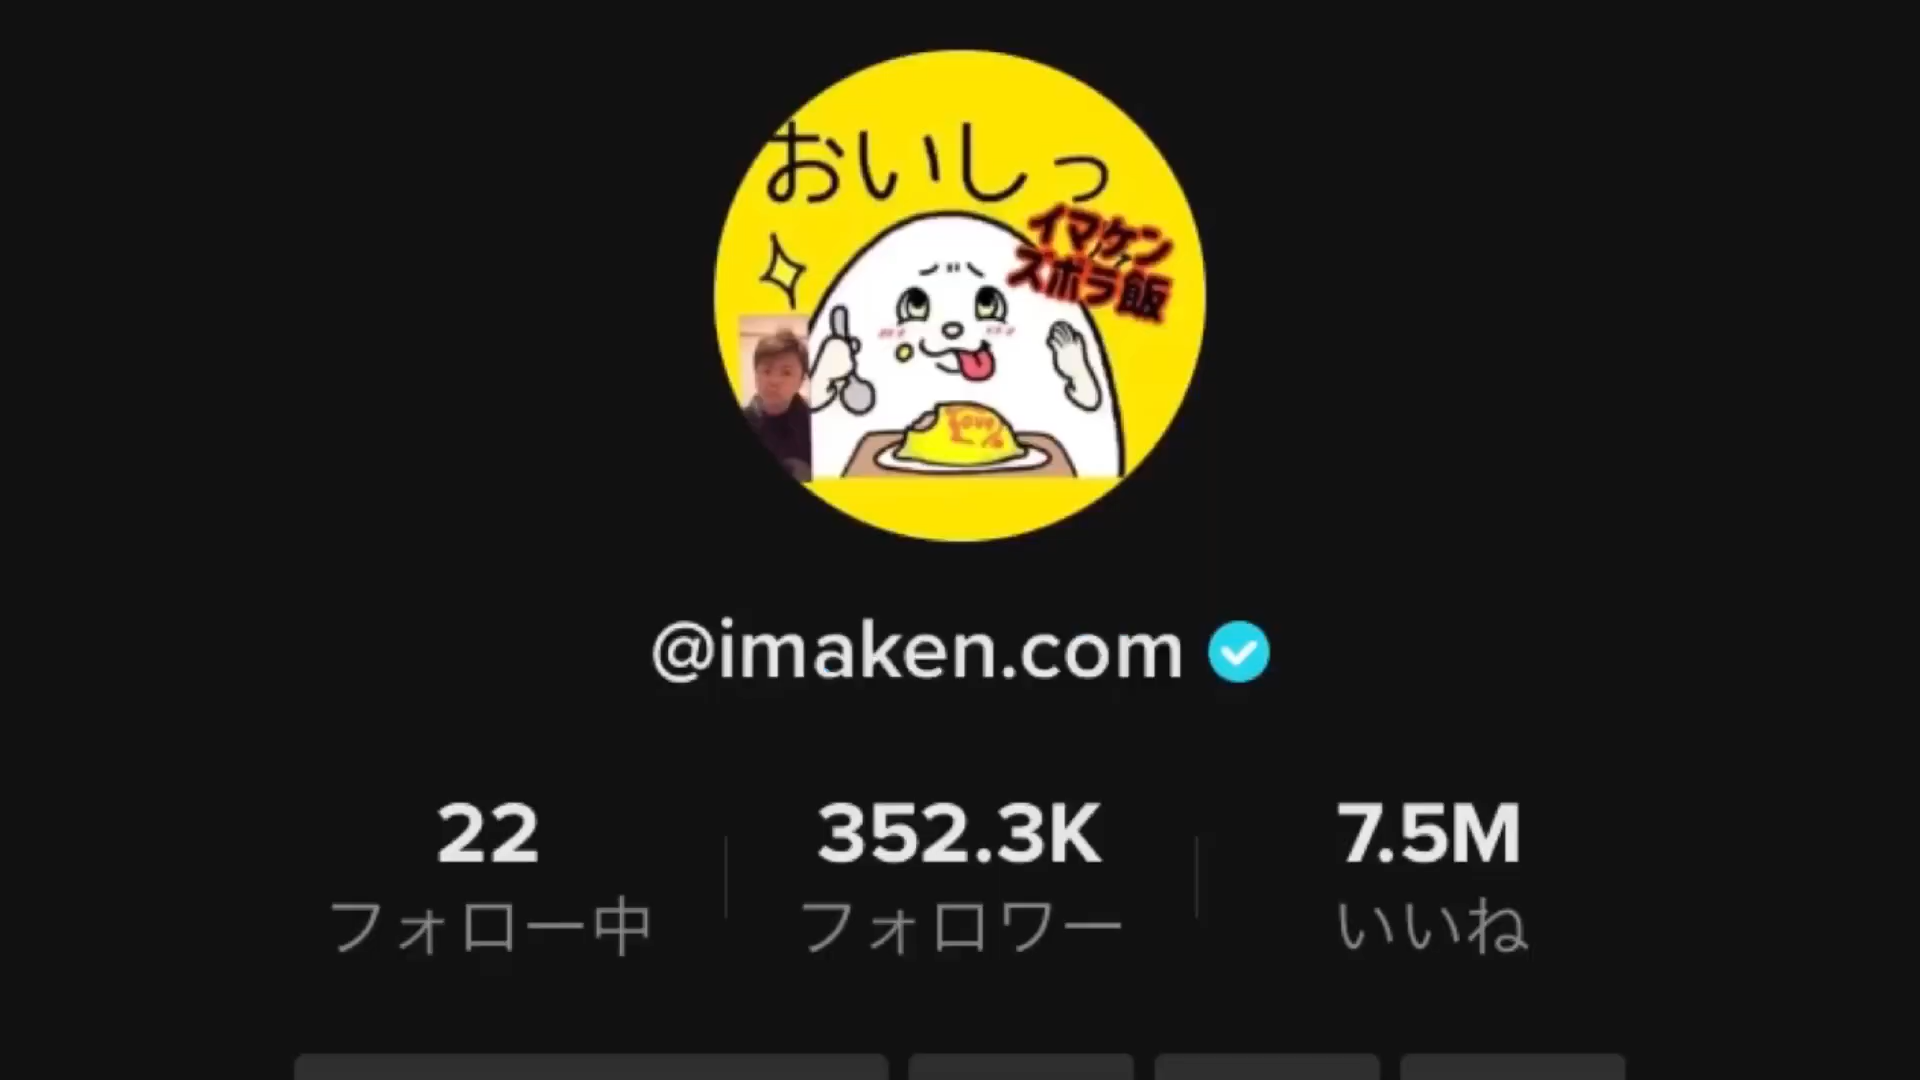 おいしっ
イマケン
ズボラ飯
Love
@imaken.com
22
フォロー中
352.3K
フォロワー
7.5M
いいね